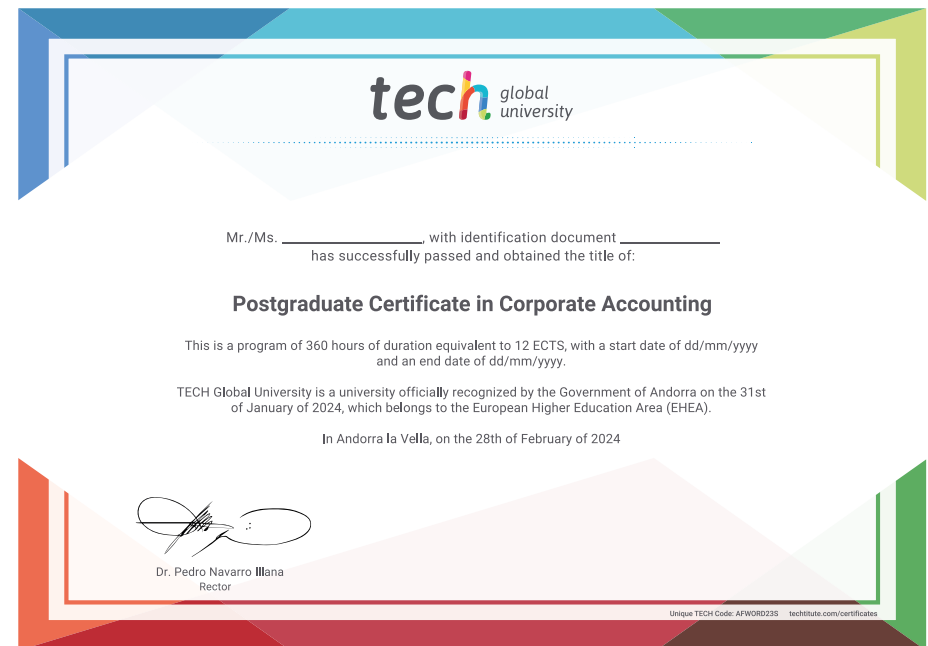 tech global university
Mr./Ms. ____________, with identification document ____________
has successfully passed and obtained the title of:
Postgraduate Certificate in Corporate Accounting
This is a program of 360 hours of duration equivalent to 12 ECTS, with a start date of dd/mm/yyyy
and an end date of dd/mm/yyyy.
TECH Global University is a university officially recognized by the Government of Andorra on the 31st
of January of 2024, which belongs to the European Higher Education Area (EHEA).
In Andorra la Vella, on the 28th of February of 2024
Dr. Pedro Navarro Illana
Rector
Unique TECH Code: AFWORD23S techtitute.com/certificates